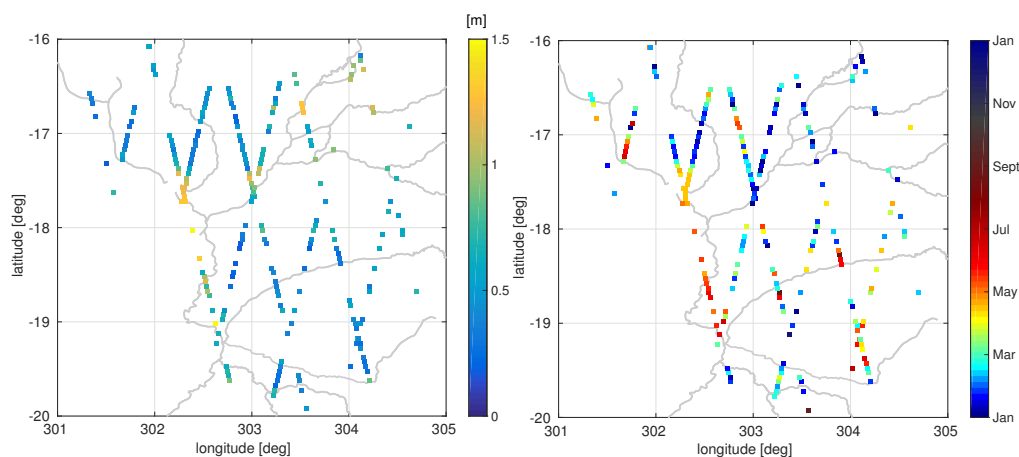 [m]
-16
-17
-18
-19
-20
latitude [deg]
301
302
303
304
305
longitude [deg]
1.5
1
0.5
0
-16
-17
-18
-19
-20
latitude [deg]
301
302
303
304
305
longitude [deg]
Jan
Nov
Sept
Jul
May
Mar
Jan